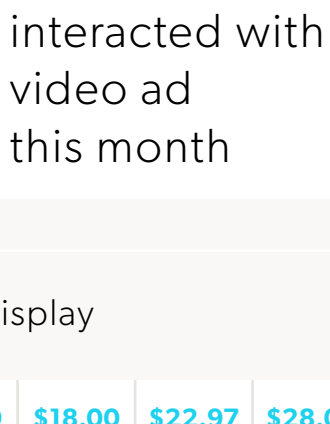 interacted with
video ad
this month
isplay
$18.00 $22.97